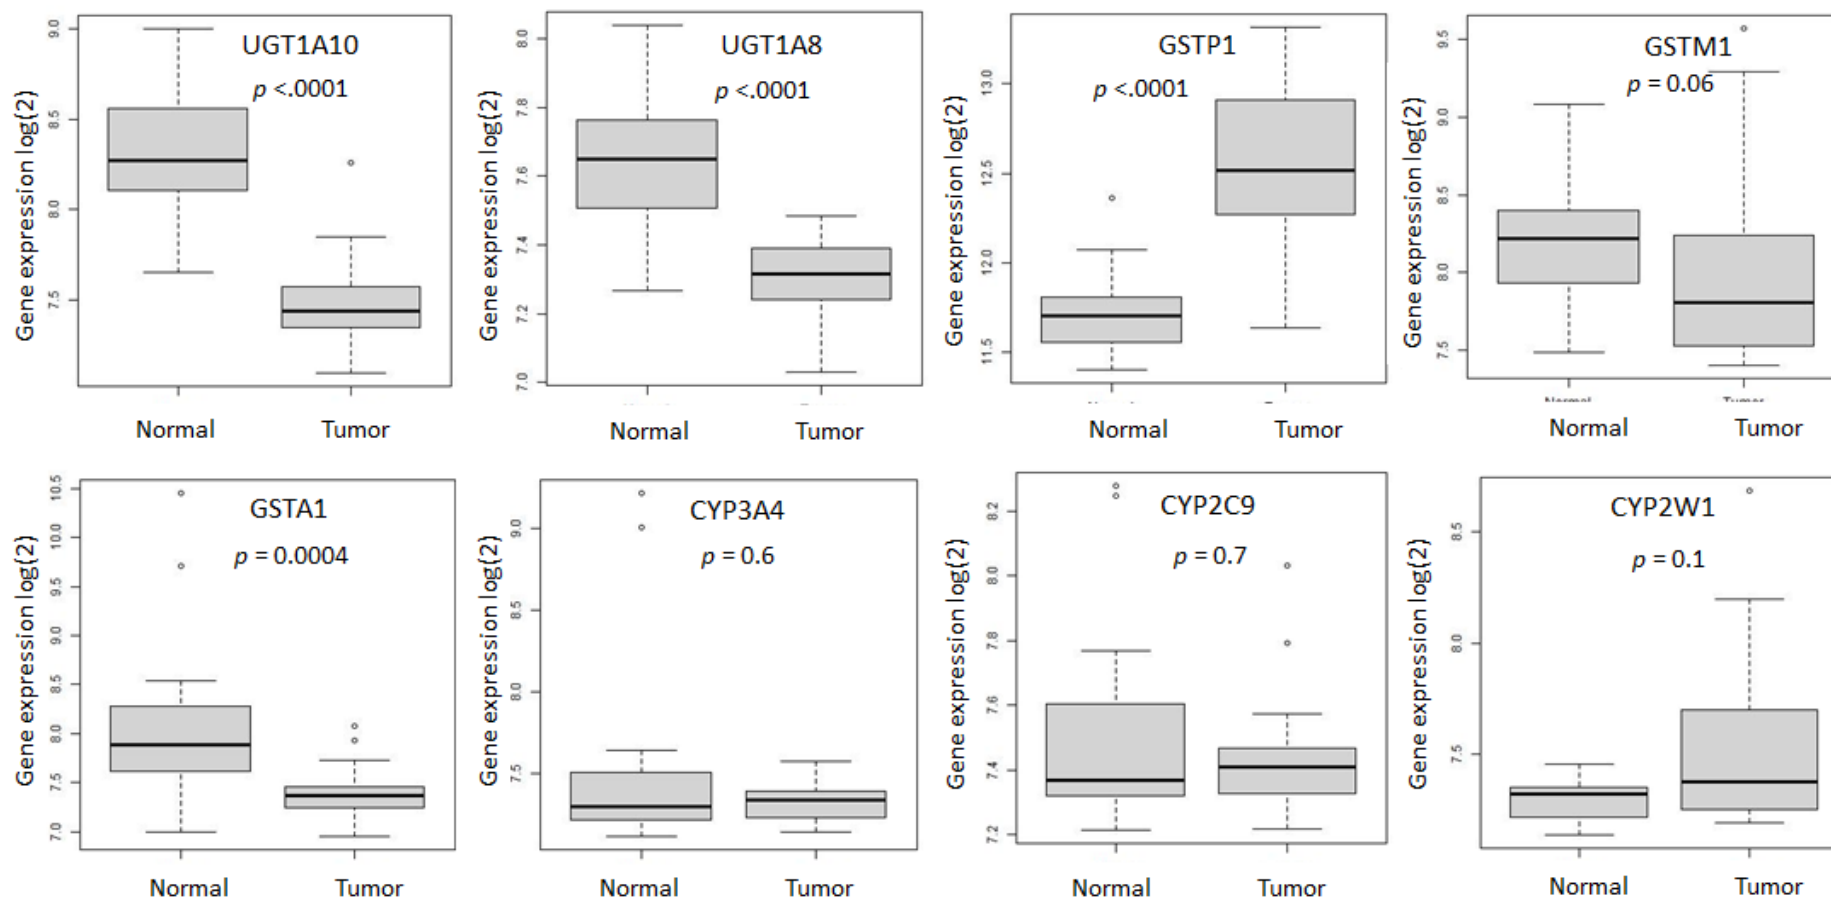 UGT1A10
p <.0001
Gene expression log(2)
9.0
8.5
8.0
7.5
Normal
Tumor
UGT1A8
p <.0001
Gene expression log(2)
8.0
7.8
7.6
7.4
7.2
7.0
Normal
Tumor
GSTP1
p <.0001
Gene expression log(2)
13.0
12.5
12.0
11.5
Normal
Tumor
GSTM1
p = 0.06
Gene expression log(2)
9.5
9.0
8.5
8.0
7.5
Normal
Tumor
Normal
Tumor
GSTA1
p = 0.0004
Gene expression log(2)
10.5
10.0
9.5
9.0
8.5
8.0
7.5
7.0
Normal
Tumor
CYP3A4
p = 0.6
Gene expression log(2)
9.0
8.5
8.0
7.5
Normal
Tumor
CYP2C9
p = 0.7
Gene expression log(2)
8.2
8.0
7.8
7.6
7.4
7.2
Normal
Tumor
CYP2W1
p = 0.1
Gene expression log(2)
8.5
8.0
7.5
Normal
Tumor